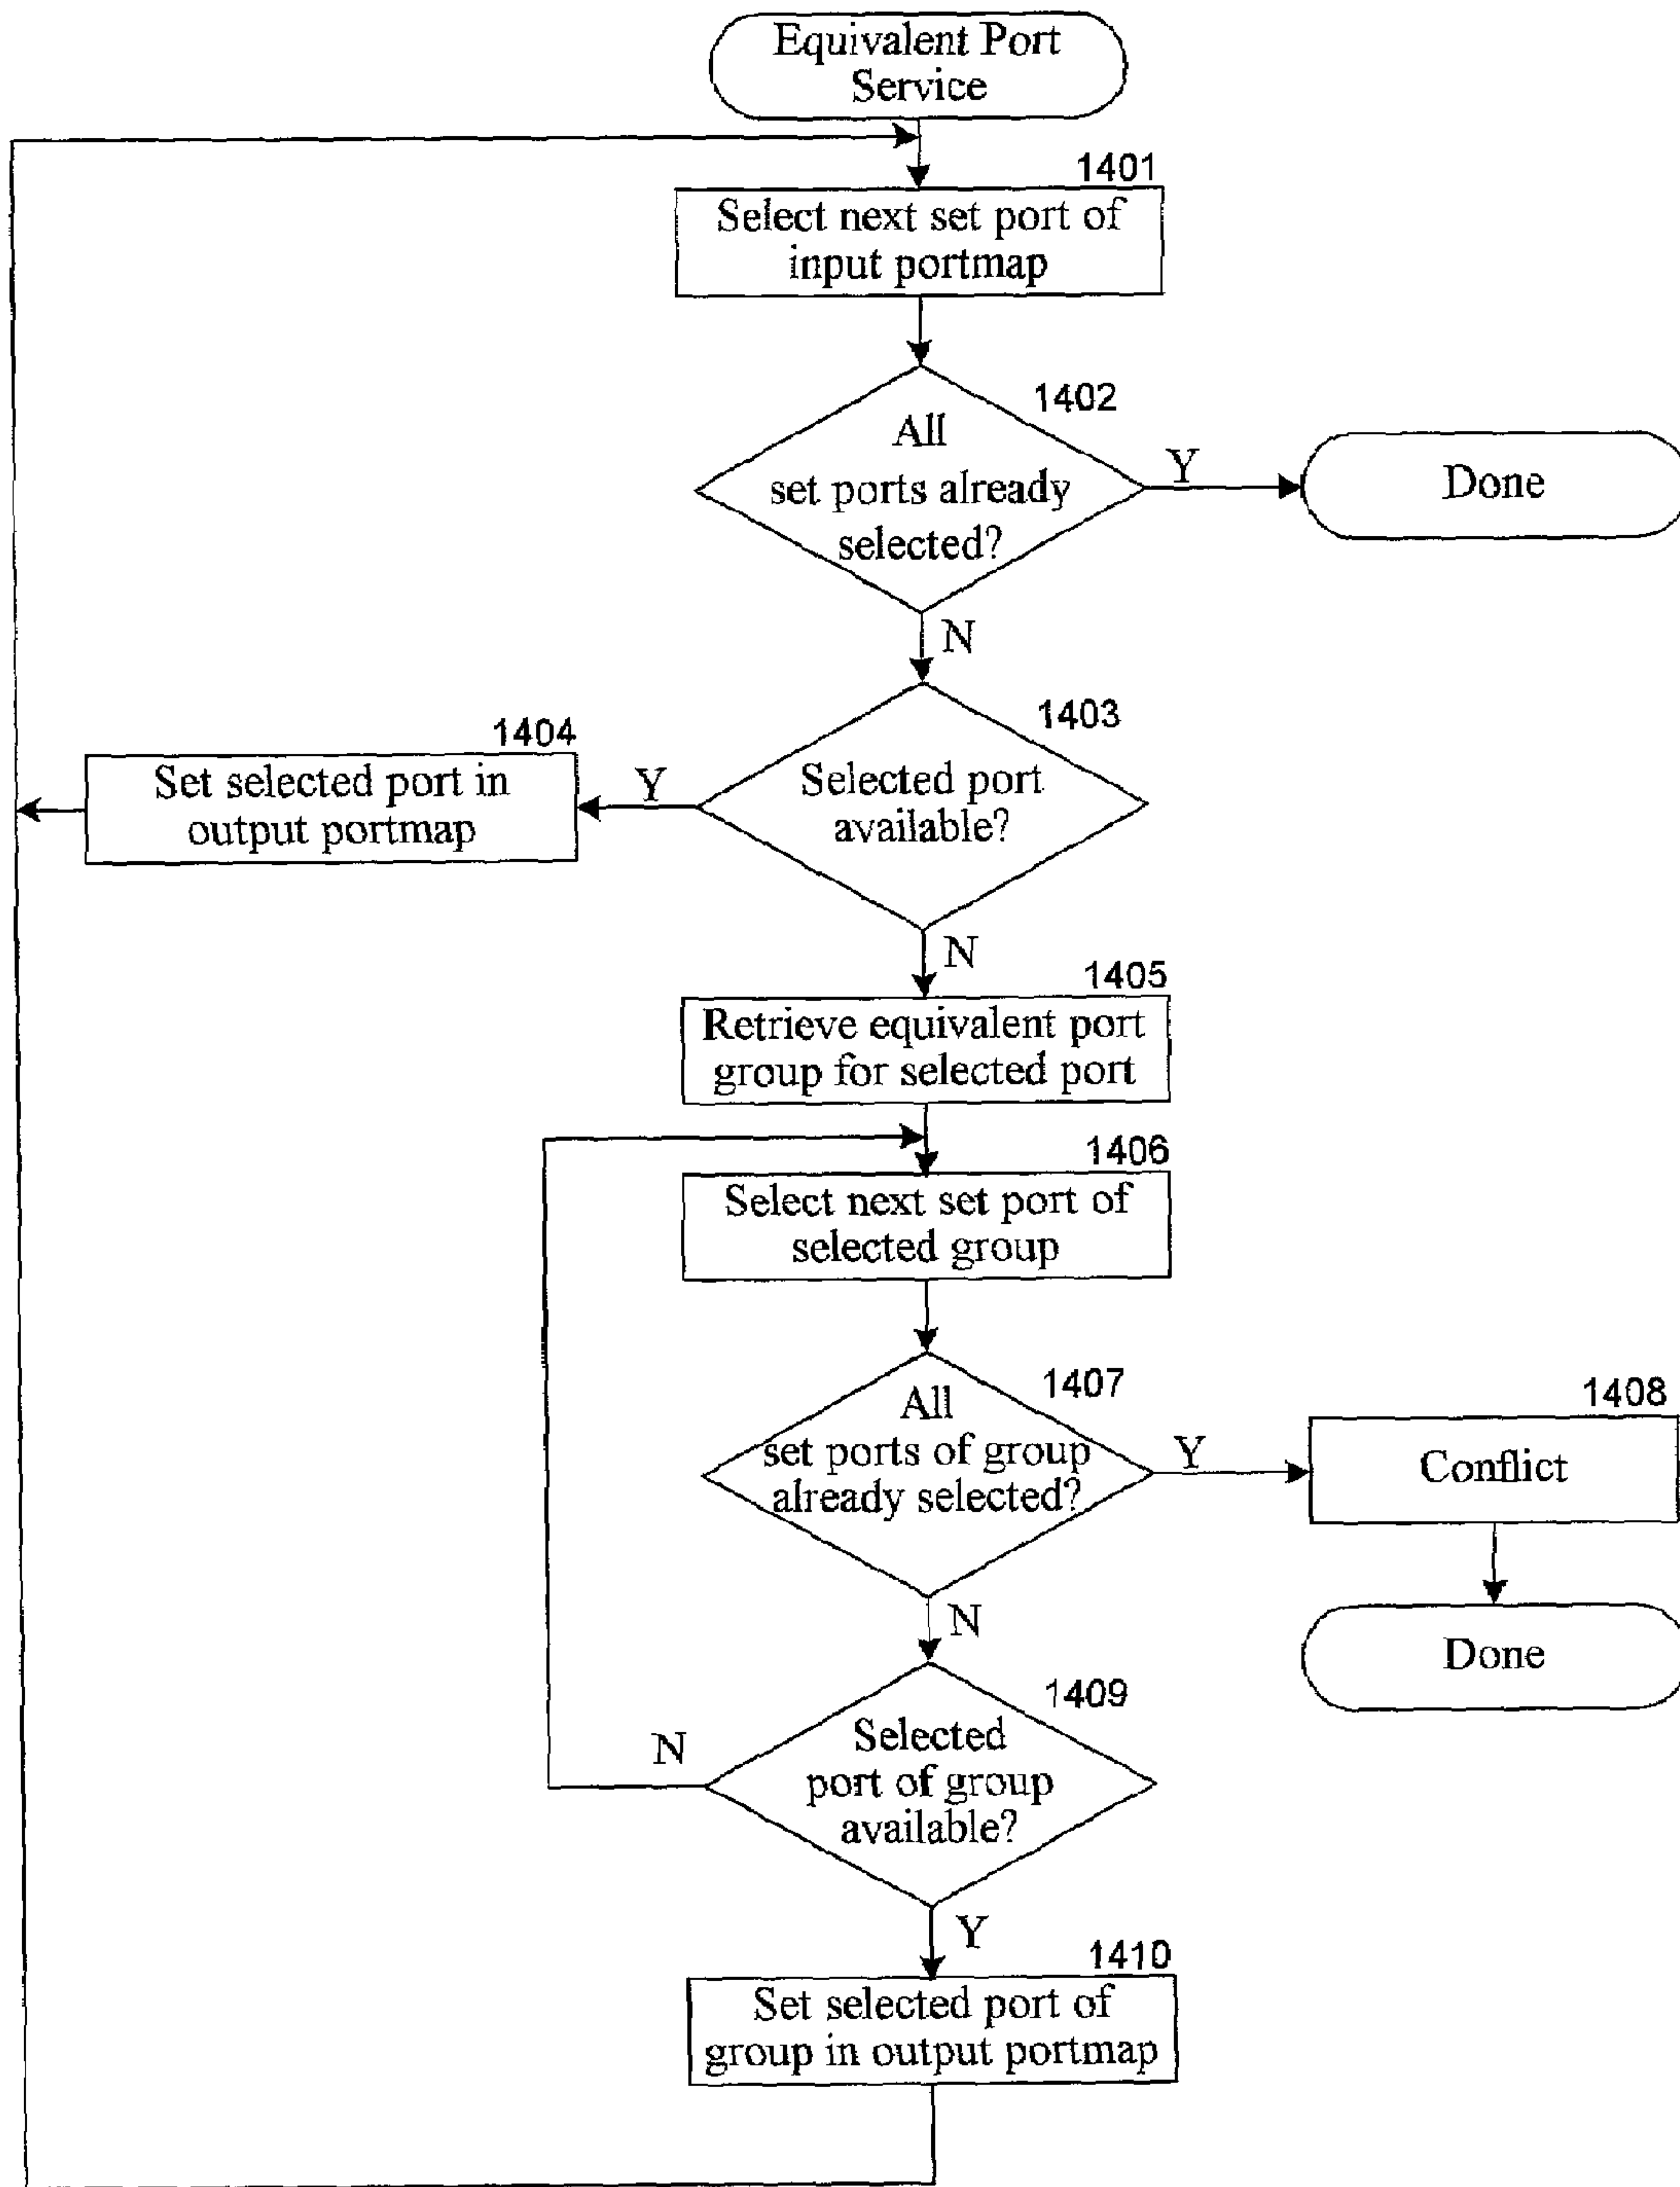 Equivalent Port
Service
1401
Select next set port of
input portmap
1402
All
set ports already
selected?
Y
Done
N
1403
Selected port
available?
Y
1404
Set selected port in
output portmap
N
1405
Retrieve equivalent port
group for selected port
1406
Select next set port of
selected group
1407
All
set ports of group
already selected?
Y
1408
Conflict
Done
N
1409
Selected
port of group
available?
N
Y
1410
Set selected port of
group in output portmap